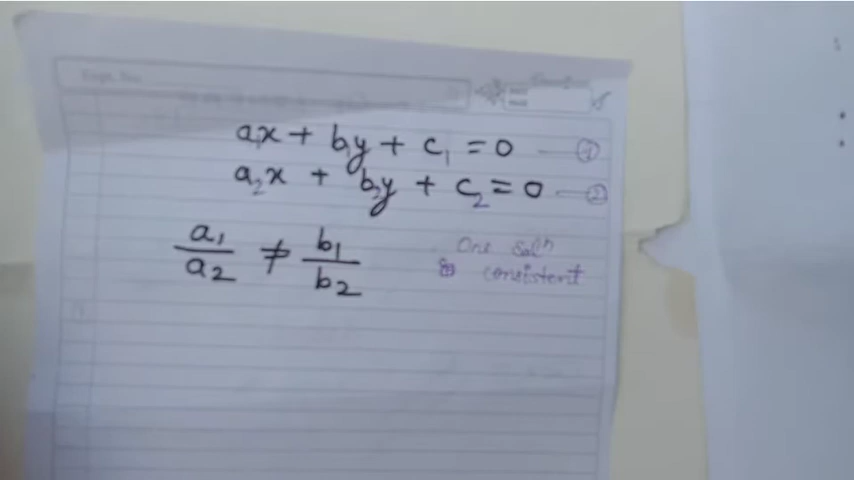 a₁x + b₁y + c₁ = 0 — ①
a₂x + b₂y + c₂ = 0 — ②
a₁/a₂ ≠ b₁/b₂
One solⁿ
consistent